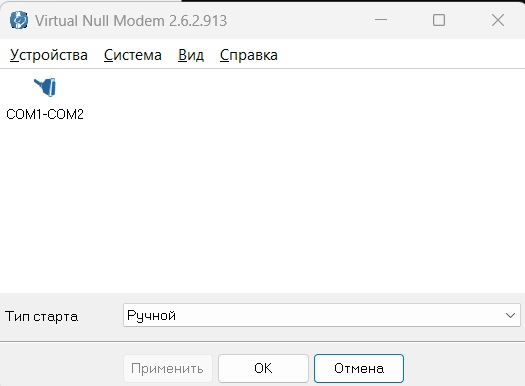 Virtual Null Modem 2.6.2.913
Устройства Система Вид Справка
COM1-COM2
Тип старта Ручной
Применить OK Отмена